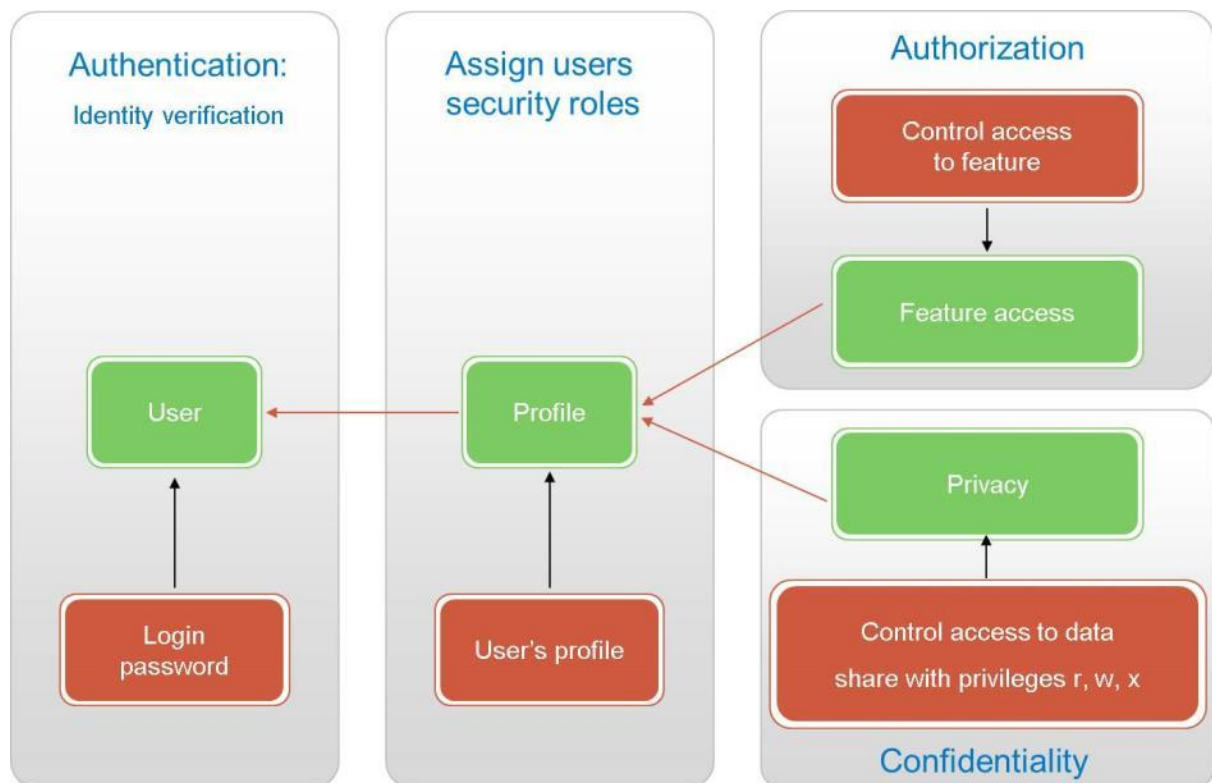 Authentication:
Identity verification
User
Login
password
Assign users
security roles
Profile
User's profile
Authorization
Control access
to feature
Feature access
Privacy
Control access to data
share with privileges r, w, x
Confidentiality